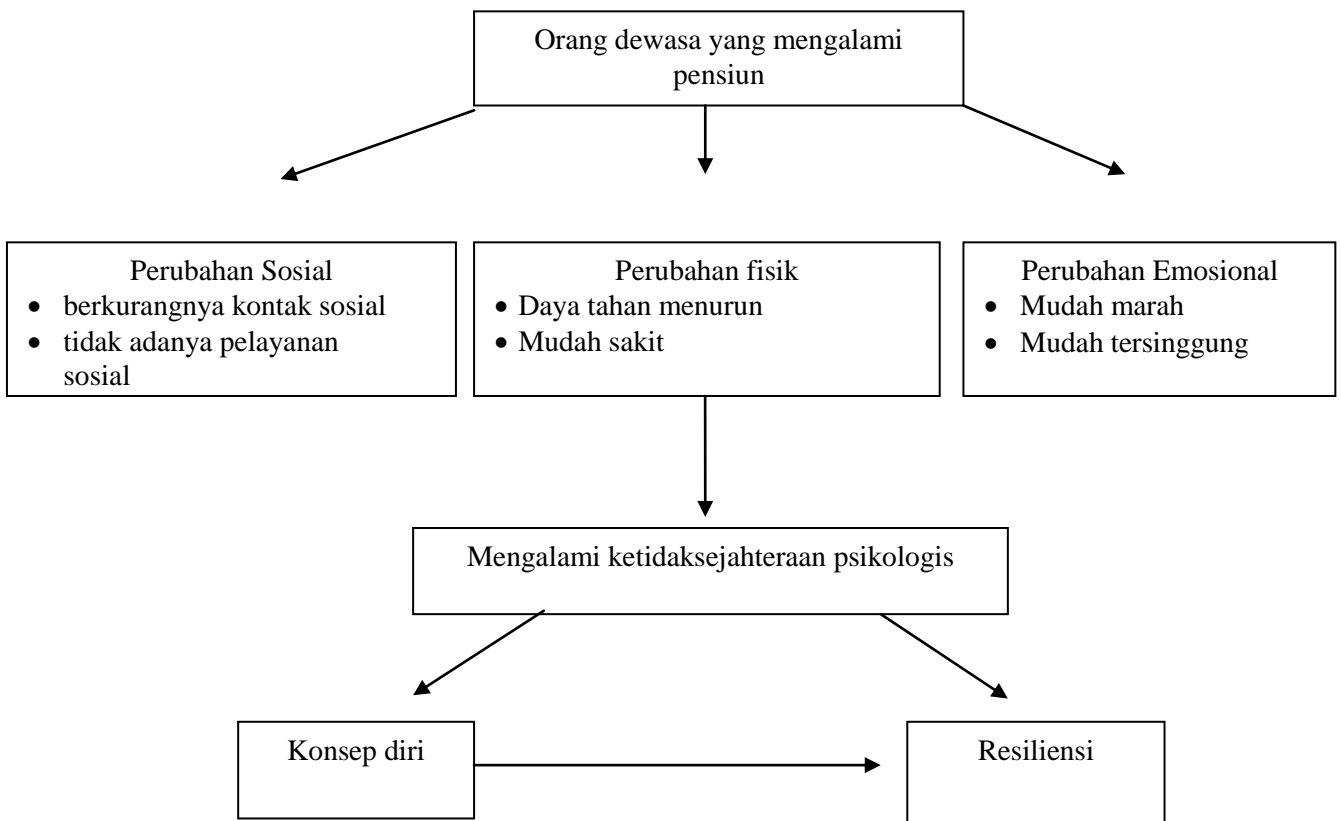 Orang dewasa yang mengalami
pensiun
Perubahan Sosial
• berkurangnya kontak sosial
• tidak adanya pelayanan
sosial
Perubahan fisik
• Daya tahan menurun
• Mudah sakit
Perubahan Emosional
• Mudah marah
• Mudah tersinggung
Mengalami ketidaksejahteraan psikologis
Konsep diri
Resiliensi